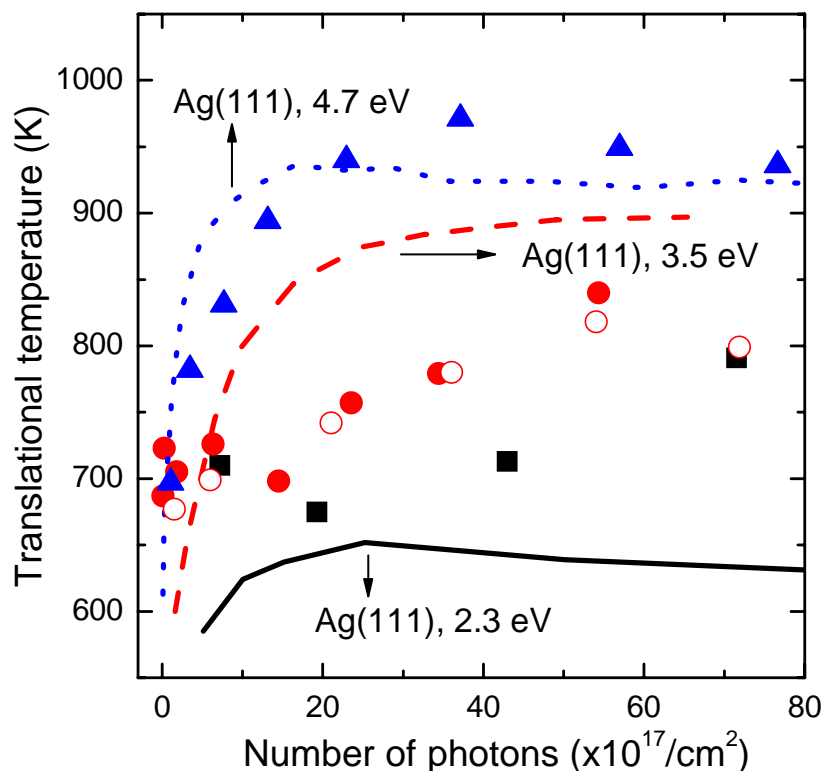 Translational temperature (K)
1000
900
800
700
600
Ag(111), 4.7 eV
Ag(111), 3.5 eV
Ag(111), 2.3 eV
0 20 40 60 80
Number of photons (x10¹⁷/cm²)